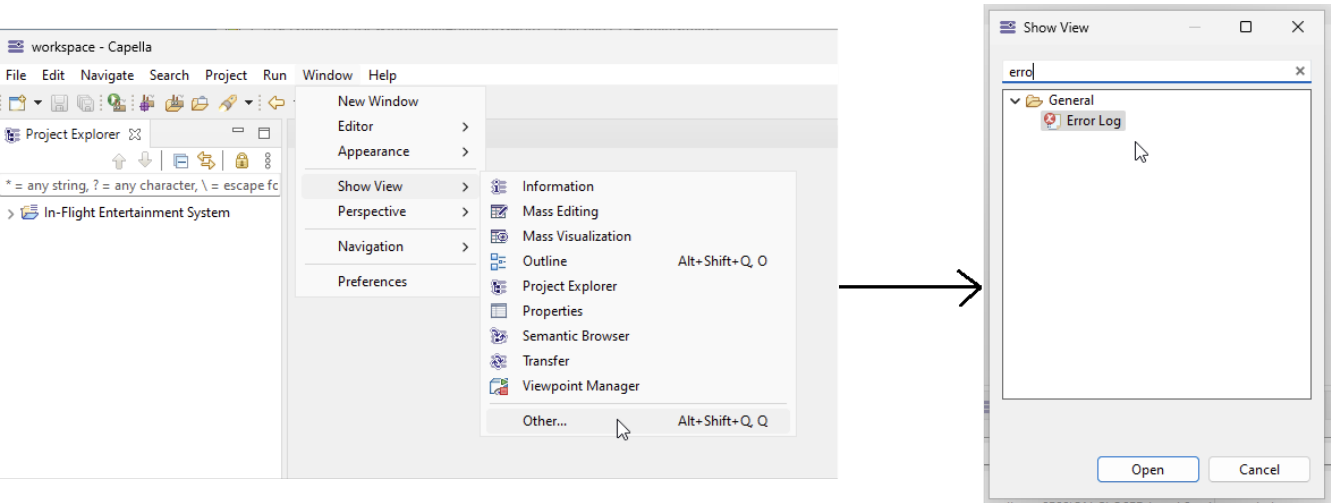 workspace - Capella
File Edit Navigate Search Project Run Window Help
Project Explorer
* = any string, ? = any character, \ = escape fc
In-Flight Entertainment System
New Window
Editor
Appearance
Show View
Perspective
Navigation
Preferences
Information
Mass Editing
Mass Visualization
Outline Alt+Shift+Q, O
Project Explorer
Properties
Semantic Browser
Transfer
Viewpoint Manager
Other... Alt+Shift+Q, Q
Show View
erro
General
Error Log
Open Cancel